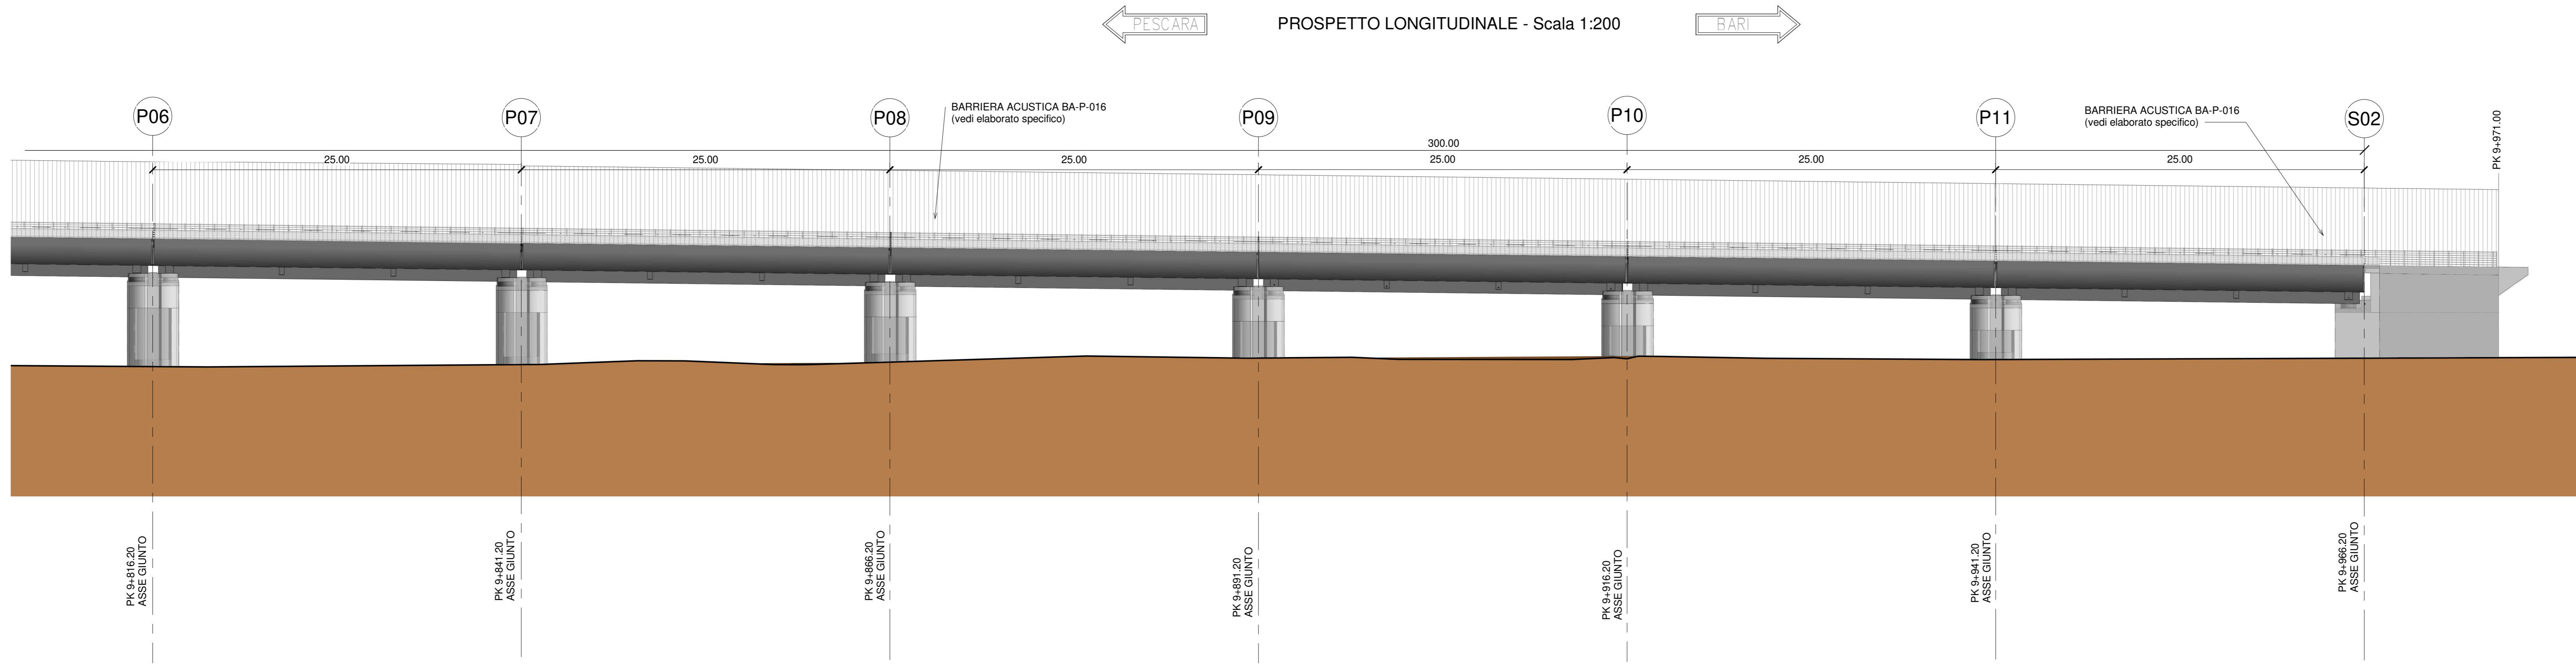 PESCARA
PROSPETTO LONGITUDINALE - Scala 1:200
BARI
P06
P07
P08
BARRIERA ACUSTICA BA-P-016
(vedi elaborato specifico)
P09
P10
P11
BARRIERA ACUSTICA BA-P-016
(vedi elaborato specifico)
S02
PK 9+971.00
300.00
25.00
25.00
25.00
25.00
25.00
25.00
PK 9+816.20
ASSE GIUNTO
PK 9+841.20
ASSE GIUNTO
PK 9+866.20
ASSE GIUNTO
PK 9+891.20
ASSE GIUNTO
PK 9+916.20
ASSE GIUNTO
PK 9+941.20
ASSE GIUNTO
PK 9+966.20
ASSE GIUNTO